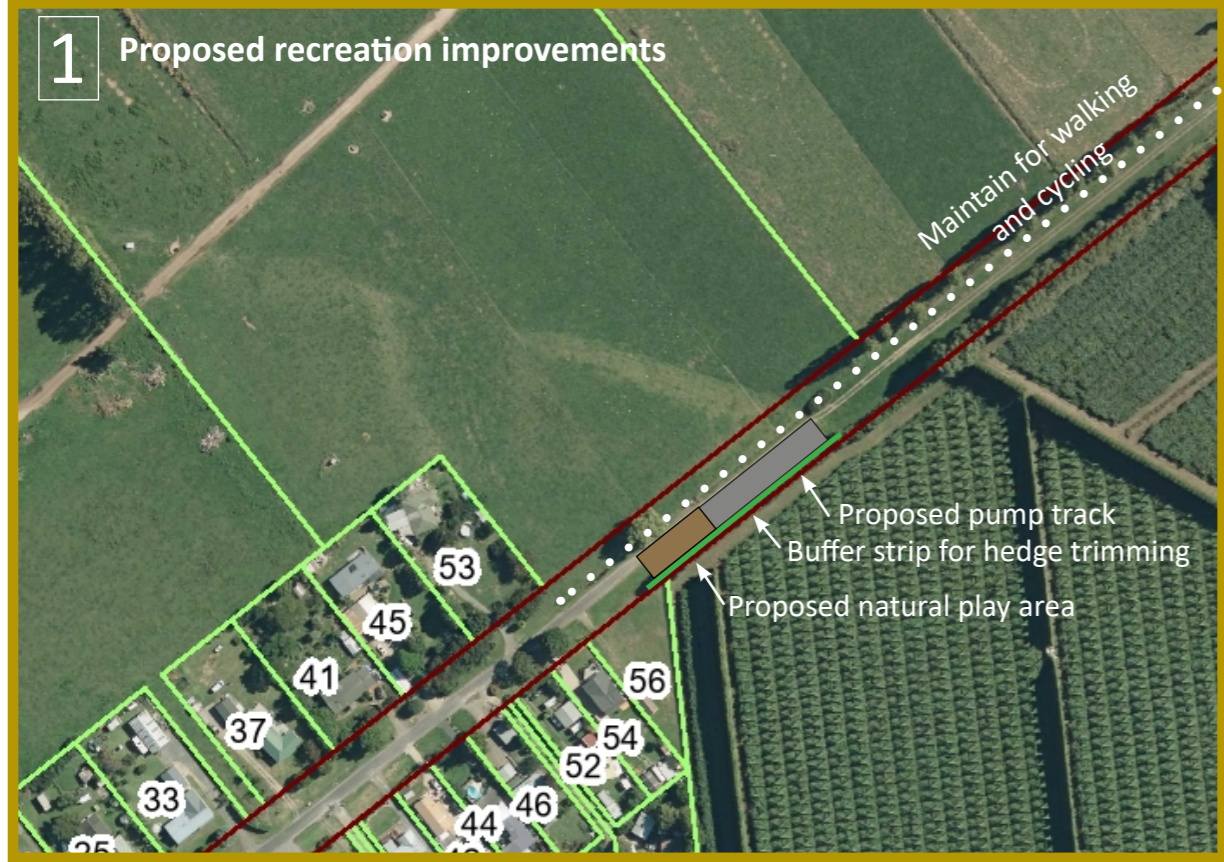 1
Proposed recreation improvements
Maintain for walking
and cycling
Proposed pump track
Buffer strip for hedge trimming
Proposed natural play area
53
45
41
37
33
56
54
52
46
44